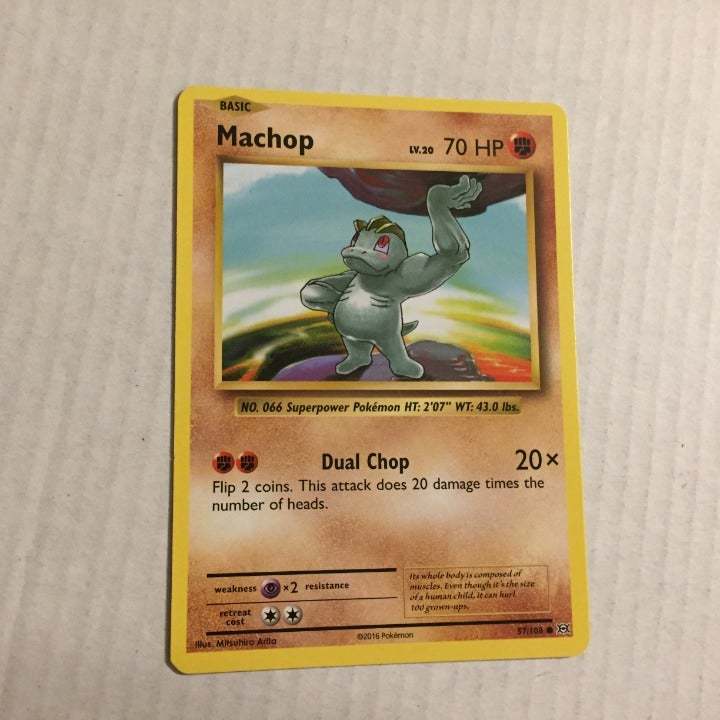 BASIC
Machop LV.20 70 HP
NO. 066 Superpower Pokémon HT: 2'07" WT: 43.0 lbs.
Dual Chop 20×
Flip 2 coins. This attack does 20 damage times the
number of heads.
weakness ×2 resistance
retreat
cost
Its whole body is composed of
muscles. Even though it's the size
of a human child, it can hurl
100 grown-ups.
Illus. Mitsuhiro Arita
©2016 Pokémon
57/108